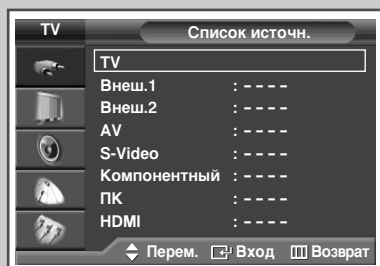 TV Список источн.
TV
Внеш.1 : - - - -
Внеш.2 : - - - -
AV : - - - -
S-Video : - - - -
Компонентный : - - - -
ПК : - - - -
HDMI : - - - -
Перем. Вход Возврат